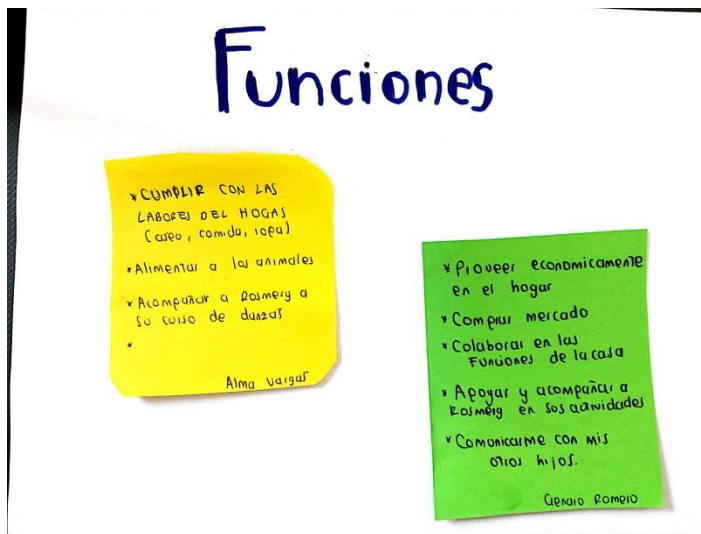 Funciones
* CUMPLIR CON LAS
LABORES DEL HOGAS
(aseo, comida, ropa)
* Alimentar a los animales
* Acompañar a Rosmery a
su curso de danzas
*
Alma Vargas
* Proveer economicamente
en el hogar
* Comprar mercado
* Colaborar en las
Funciones de la casa
* Apoyar y acompañar a
Rosmery en sus actividades
* Comunicarme con mis
otros hijos.
Romero